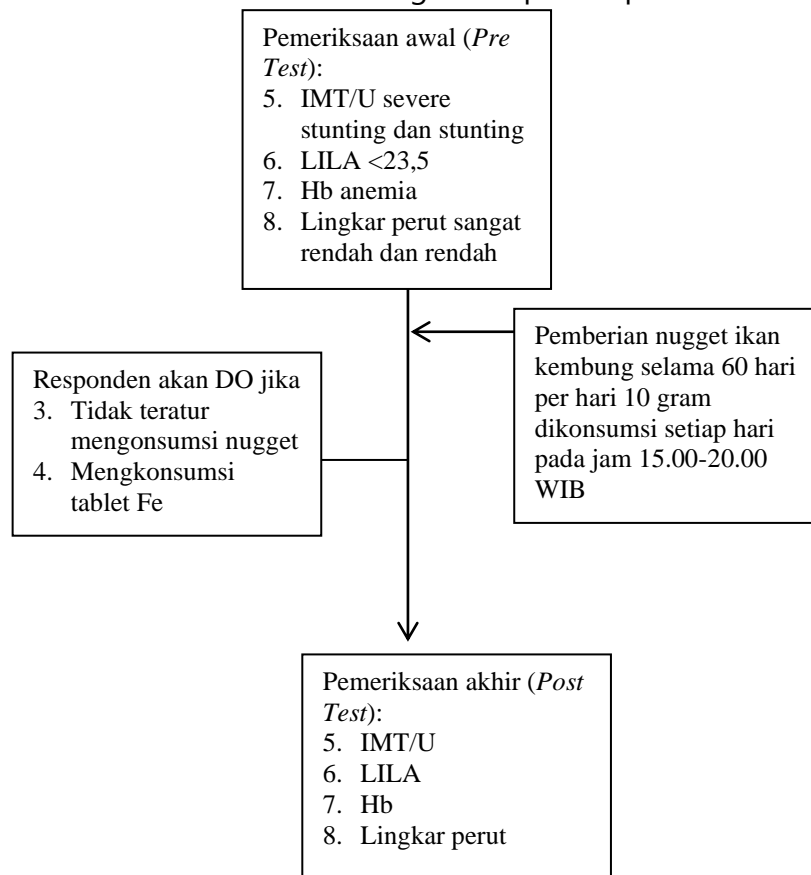 Pemeriksaan awal (Pre
Test):
5. IMT/U severe
stunting dan stunting
6. LILA <23,5
7. Hb anemia
8. Lingkar perut sangat
rendah dan rendah
Pemberian nugget ikan
kembung selama 60 hari
per hari 10 gram
dikonsumsi setiap hari
pada jam 15.00-20.00
WIB
Responden akan DO jika
3. Tidak teratur
mengonsumsi nugget
4. Mengkonsumsi
tablet Fe
Pemeriksaan akhir (Post
Test):
5. IMT/U
6. LILA
7. Hb
8. Lingkar perut